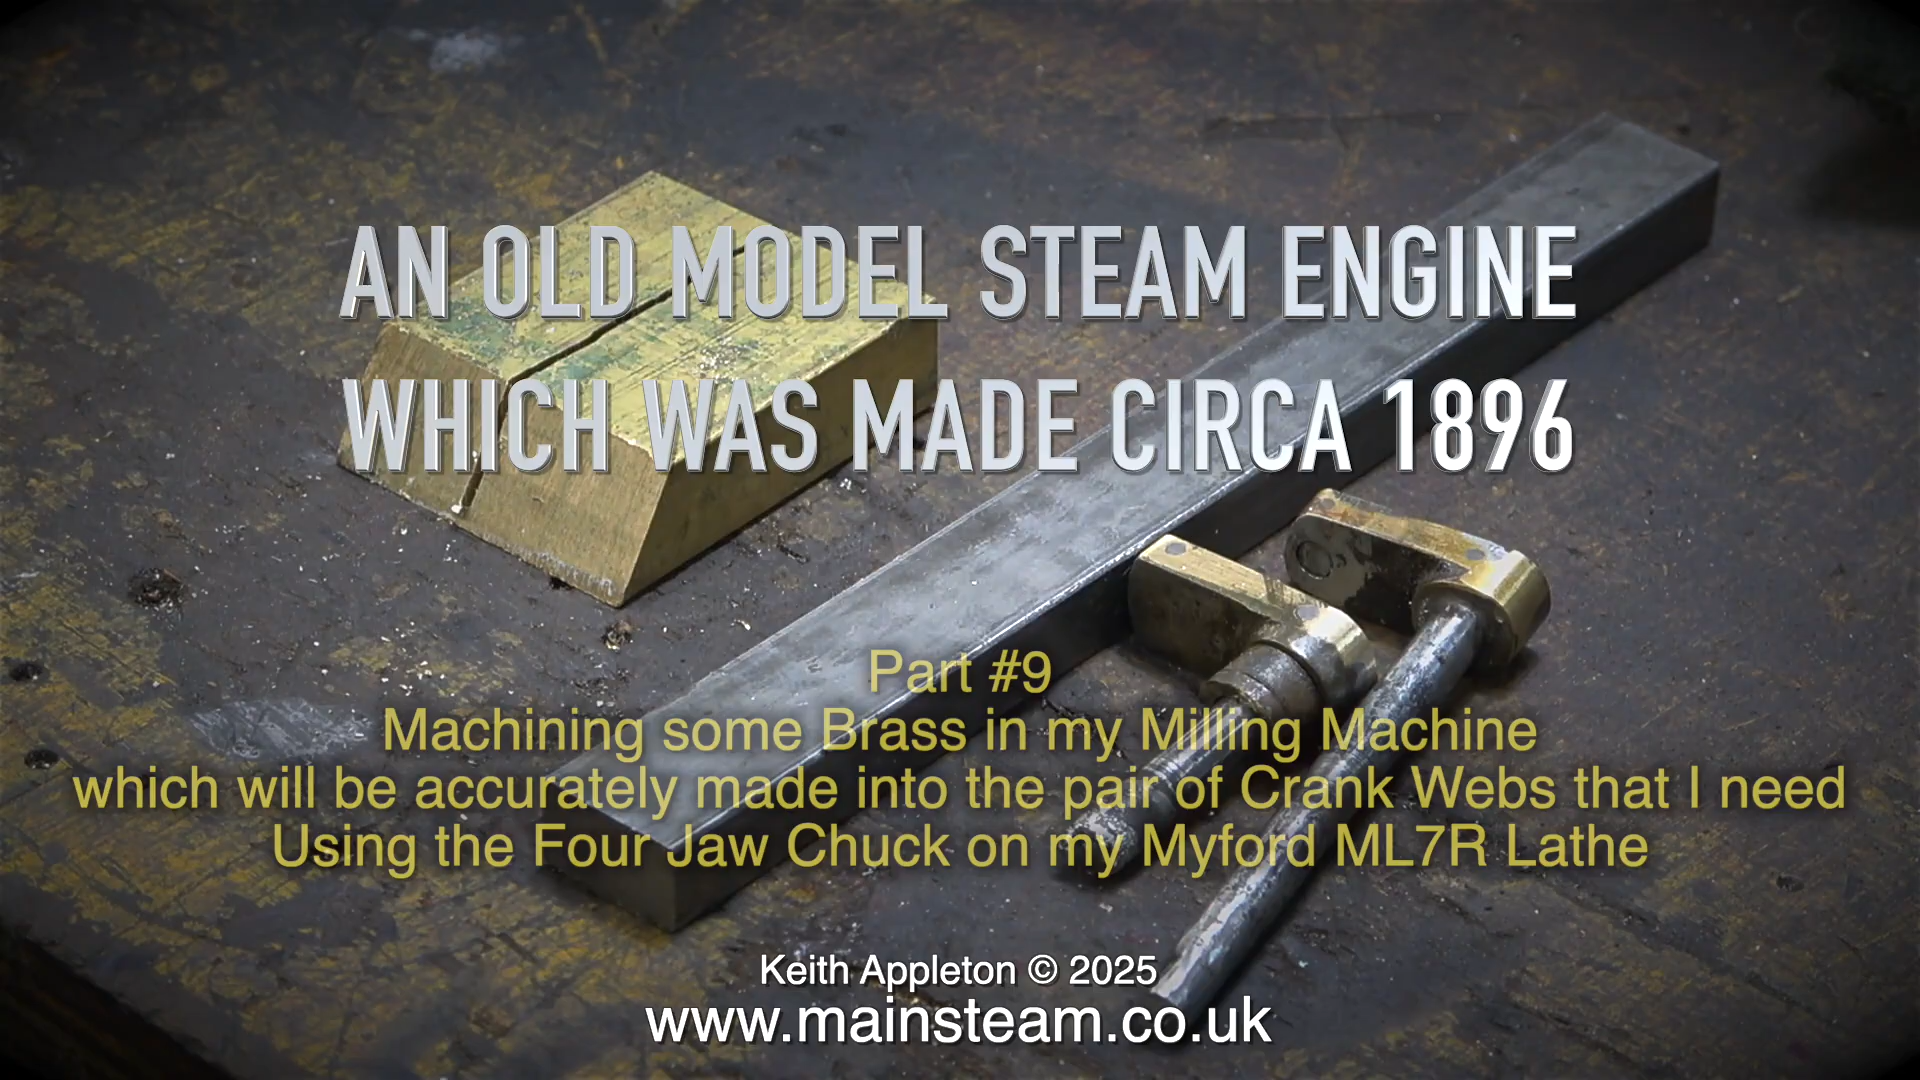 AN OLD MODEL STEAM ENGINE
WHICH WAS MADE CIRCA 1896
Part #9
Machining some Brass in my Milling Machine
which will be accurately made into the pair of Crank Webs that I need
Using the Four Jaw Chuck on my Myford ML7R Lathe
Keith Appleton © 2025
www.mainsteam.co.uk